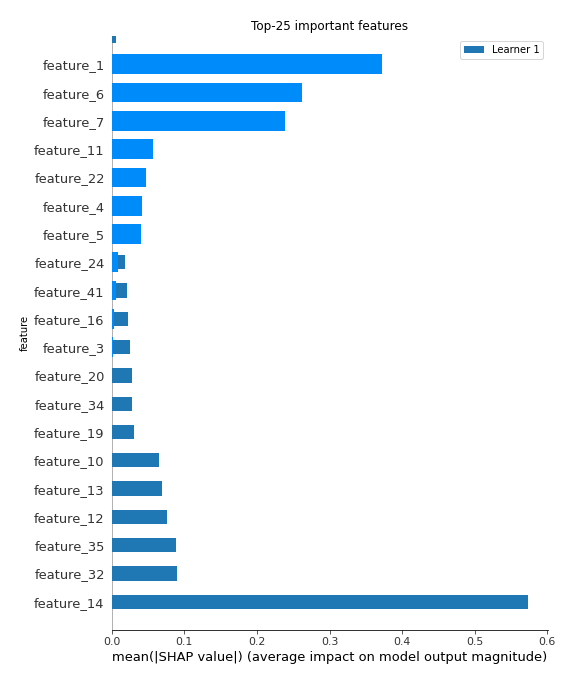 Top-25 important features
Learner 1
feature_1
feature_6
feature_7
feature_11
feature_22
feature_4
feature_5
feature_24
feature_41
feature_16
feature
feature_3
feature_20
feature_34
feature_19
feature_10
feature_13
feature_12
feature_35
feature_32
feature_14
0.0 0.1 0.2 0.3 0.4 0.5 0.6
mean(|SHAP value|) (average impact on model output magnitude)